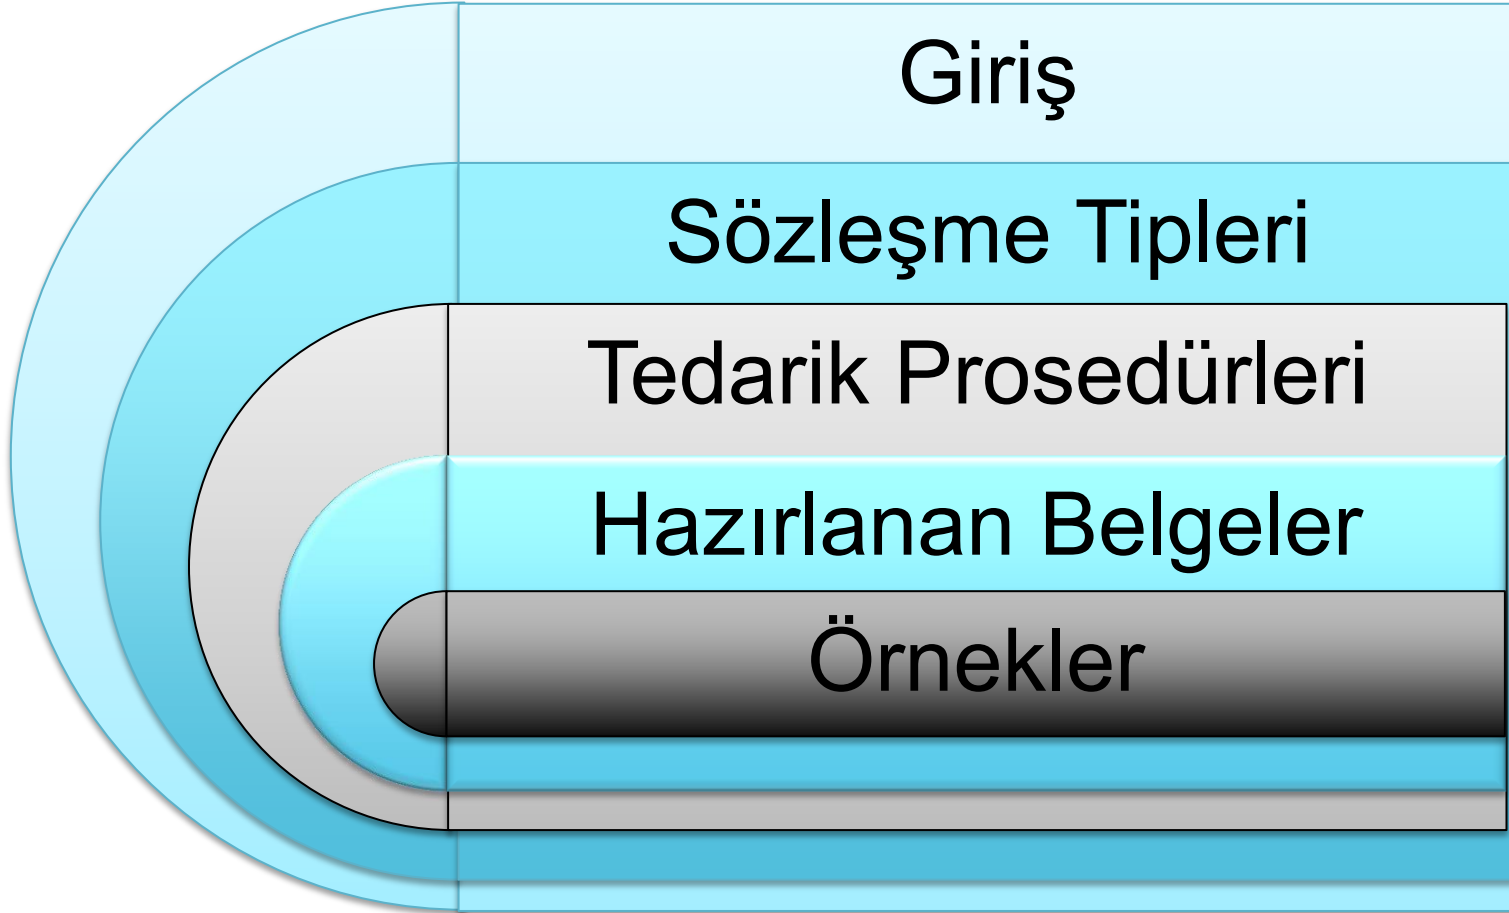 Giriş
Sözleşme Tipleri
Tedarik Prosedürleri
Hazırlanan Belgeler
Örnekler